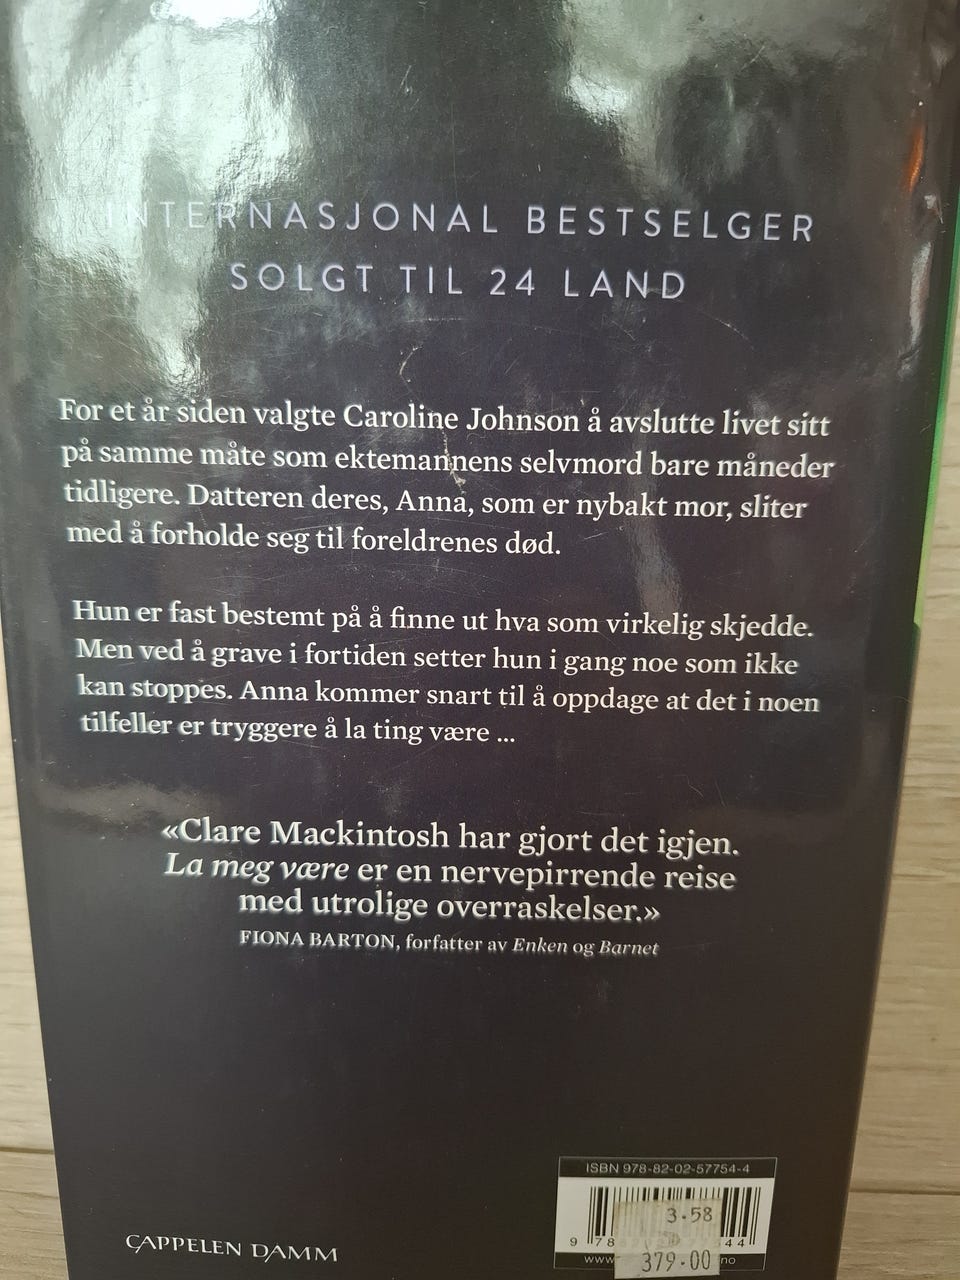 INTERNASJONAL BESTSELGER
SOLGT TIL 24 LAND
For et år siden valgte Caroline Johnson å avslutte livet sitt
på samme måte som ektemannens selvmord bare måneder
tidligere. Datteren deres, Anna, som er nybakt mor, sliter
med å forholde seg til foreldrenes død.
Hun er fast bestemt på å finne ut hva som virkelig skjedde.
Men ved å grave i fortiden setter hun i gang noe som ikke
kan stoppes. Anna kommer snart til å oppdage at det i noen
tilfeller er tryggere å la ting være ...
«Clare Mackintosh har gjort det igjen.
La meg være er en nervepirrende reise
med utrolige overraskelser.»
FIONA BARTON, forfatter av Enken og Barnet
ISBN 978-82-02-57754-4
3.58
379.00
CAPPELEN DAMM